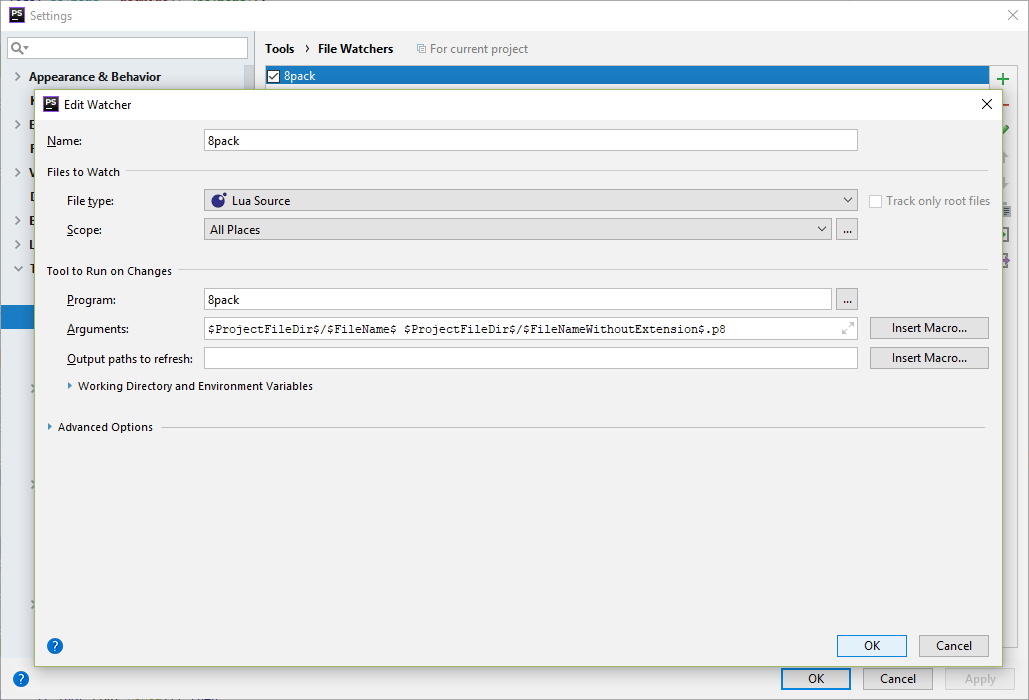 PS Settings
Tools › File Watchers For current project
Appearance & Behavior
8pack
PS Edit Watcher
Name: 8pack
Files to Watch
File type: Lua Source Track only root files
Scope: All Places ...
Tool to Run on Changes
Program: 8pack ...
Arguments: $ProjectFileDir$/$FileName$ $ProjectFileDir$/$FileNameWithoutExtension$.p8 Insert Macro...
Output paths to refresh: Insert Macro...
Working Directory and Environment Variables
Advanced Options
? OK Cancel
? OK Cancel Apply